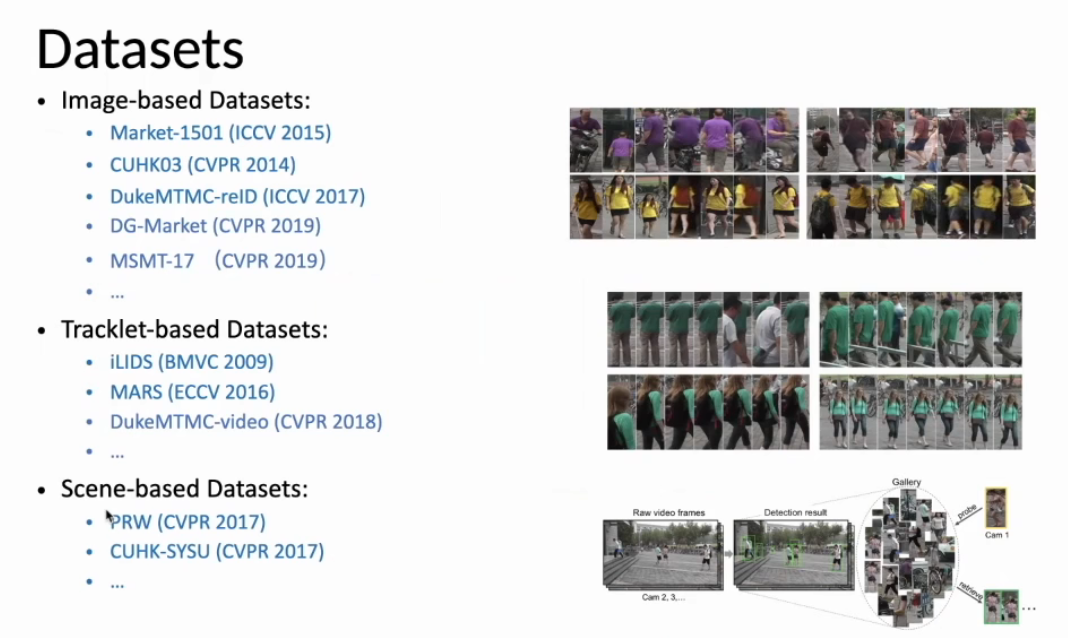 Datasets
• Image-based Datasets:
• Market-1501 (ICCV 2015)
• CUHK03 (CVPR 2014)
• DukeMTMC-reID (ICCV 2017)
• DG-Market (CVPR 2019)
• MSMT-17 （CVPR 2019）
• ...
• Tracklet-based Datasets:
• iLIDS (BMVC 2009)
• MARS (ECCV 2016)
• DukeMTMC-video (CVPR 2018)
• ...
• Scene-based Datasets:
• PRW (CVPR 2017)
• CUHK-SYSU (CVPR 2017)
• ...
Gallery
Raw video frames
Detection result
probe
Cam 1
Cam 2, 3,...
retrieve
...